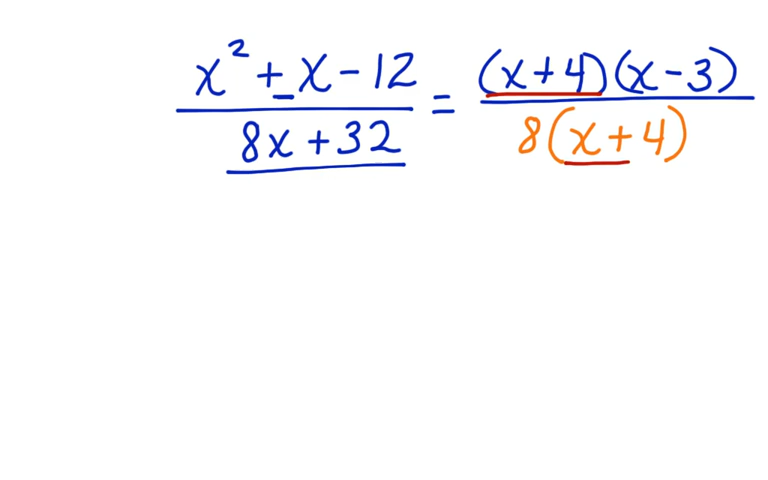 x² + x - 12 = (x + 4)(x - 3)
8x + 32 8(x + 4)